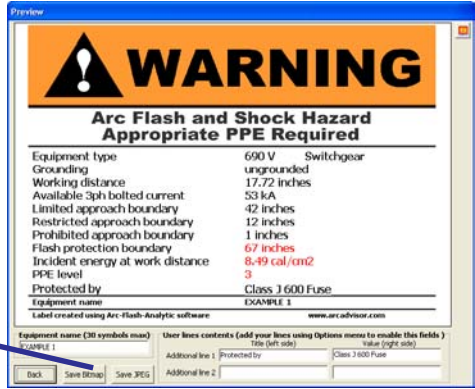 Preview
WARNING
Arc Flash and Shock Hazard
Appropriate PPE Required
Equipment type 690 V Switchgear
Grounding ungrounded
Working distance 17.72 inches
Available 3ph bolted current 53 kA
Limited approach boundary 42 inches
Restricted approach boundary 12 inches
Prohibited approach boundary 1 inches
Flash protection boundary 67 inches
Incident energy at work distance 8.49 cal/cm2
PPE level 3
Protected by Class J 600 Fuse
Equipment name EXAMPLE 1
Label created using Arc-Flash-Analytic software www.arcadvisor.com
Equipment name (30 symbols max) User lines contents (add your lines using Options menu to enable this fields )
Title (left side) Value (right side)
EXAMPLE 1 Additional line 1 Protected by Class J 600 Fuse
Back Save Bitmap Save JPEG Additional line 2